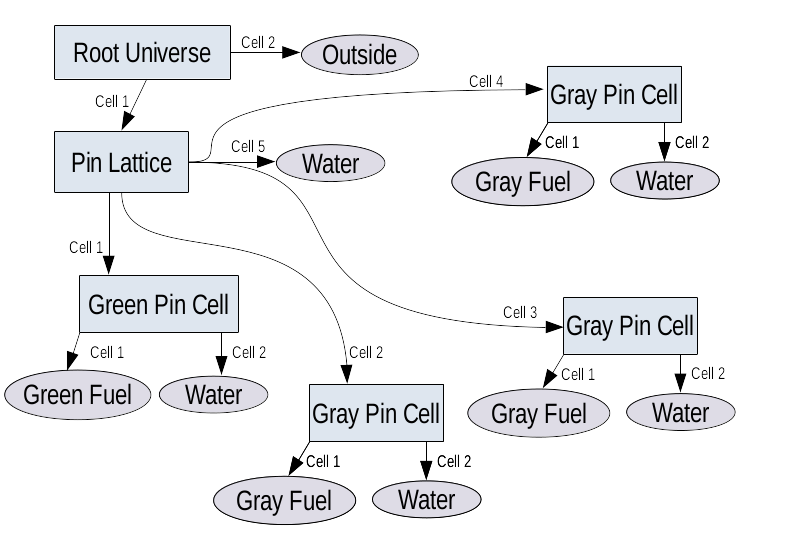 Root Universe
Cell 2
Outside
Cell 1
Cell 4
Gray Pin Cell
Pin Lattice
Cell 5
Water
Cell 1
Cell 2
Gray Fuel
Water
Cell 1
Green Pin Cell
Cell 3
Gray Pin Cell
Cell 1
Cell 2
Cell 2
Green Fuel
Water
Gray Pin Cell
Cell 1
Cell 2
Gray Fuel
Water
Cell 1
Cell 2
Gray Fuel
Water